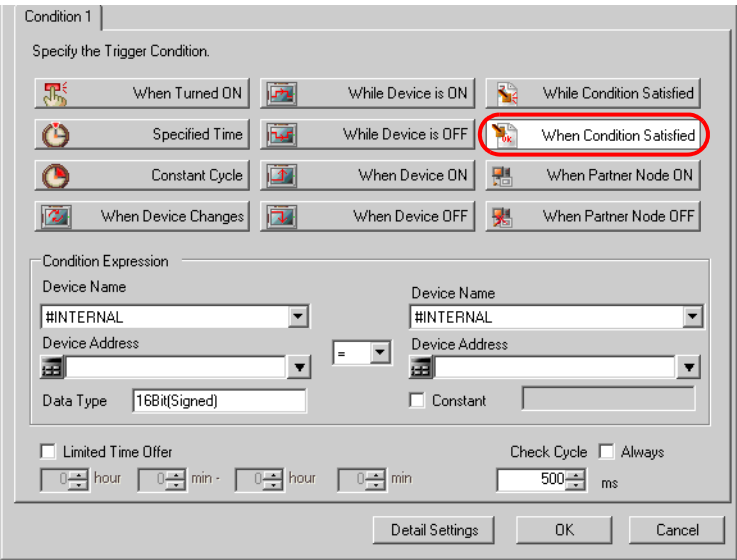 Condition 1
Specify the Trigger Condition.
When Turned ON While Device is ON While Condition Satisfied
Specified Time While Device is OFF When Condition Satisfied
Constant Cycle When Device ON When Partner Node ON
When Device Changes When Device OFF When Partner Node OFF
Condition Expression
Device Name Device Name
#INTERNAL #INTERNAL
Device Address = Device Address
Data Type 16Bit(Signed) Constant
Limited Time Offer Check Cycle Always
0 hour 0 min - 0 hour 0 min 500 ms
Detail Settings OK Cancel